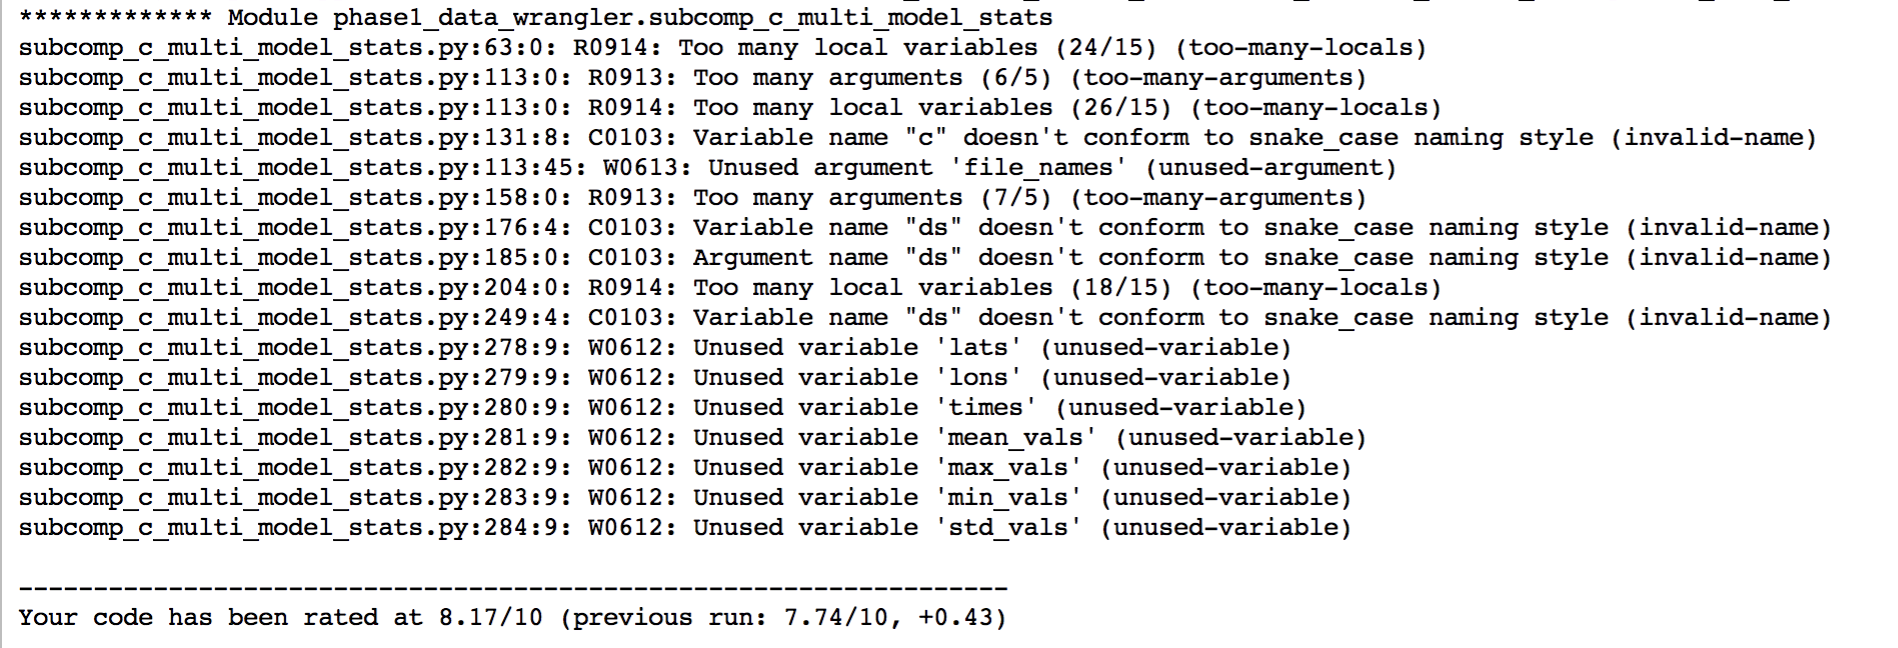 ************* Module phase1_data_wrangler.subcomp_c_multi_model_stats
subcomp_c_multi_model_stats.py:63:0: R0914: Too many local variables (24/15) (too-many-locals)
subcomp_c_multi_model_stats.py:113:0: R0913: Too many arguments (6/5) (too-many-arguments)
subcomp_c_multi_model_stats.py:113:0: R0914: Too many local variables (26/15) (too-many-locals)
subcomp_c_multi_model_stats.py:131:8: C0103: Variable name "c" doesn't conform to snake_case naming style (invalid-name)
subcomp_c_multi_model_stats.py:113:45: W0613: Unused argument 'file_names' (unused-argument)
subcomp_c_multi_model_stats.py:158:0: R0913: Too many arguments (7/5) (too-many-arguments)
subcomp_c_multi_model_stats.py:176:4: C0103: Variable name "ds" doesn't conform to snake_case naming style (invalid-name)
subcomp_c_multi_model_stats.py:185:0: C0103: Argument name "ds" doesn't conform to snake_case naming style (invalid-name)
subcomp_c_multi_model_stats.py:204:0: R0914: Too many local variables (18/15) (too-many-locals)
subcomp_c_multi_model_stats.py:249:4: C0103: Variable name "ds" doesn't conform to snake_case naming style (invalid-name)
subcomp_c_multi_model_stats.py:278:9: W0612: Unused variable 'lats' (unused-variable)
subcomp_c_multi_model_stats.py:279:9: W0612: Unused variable 'lons' (unused-variable)
subcomp_c_multi_model_stats.py:280:9: W0612: Unused variable 'times' (unused-variable)
subcomp_c_multi_model_stats.py:281:9: W0612: Unused variable 'mean_vals' (unused-variable)
subcomp_c_multi_model_stats.py:282:9: W0612: Unused variable 'max_vals' (unused-variable)
subcomp_c_multi_model_stats.py:283:9: W0612: Unused variable 'min_vals' (unused-variable)
subcomp_c_multi_model_stats.py:284:9: W0612: Unused variable 'std_vals' (unused-variable)
------------------------------------------------------------------
Your code has been rated at 8.17/10 (previous run: 7.74/10, +0.43)